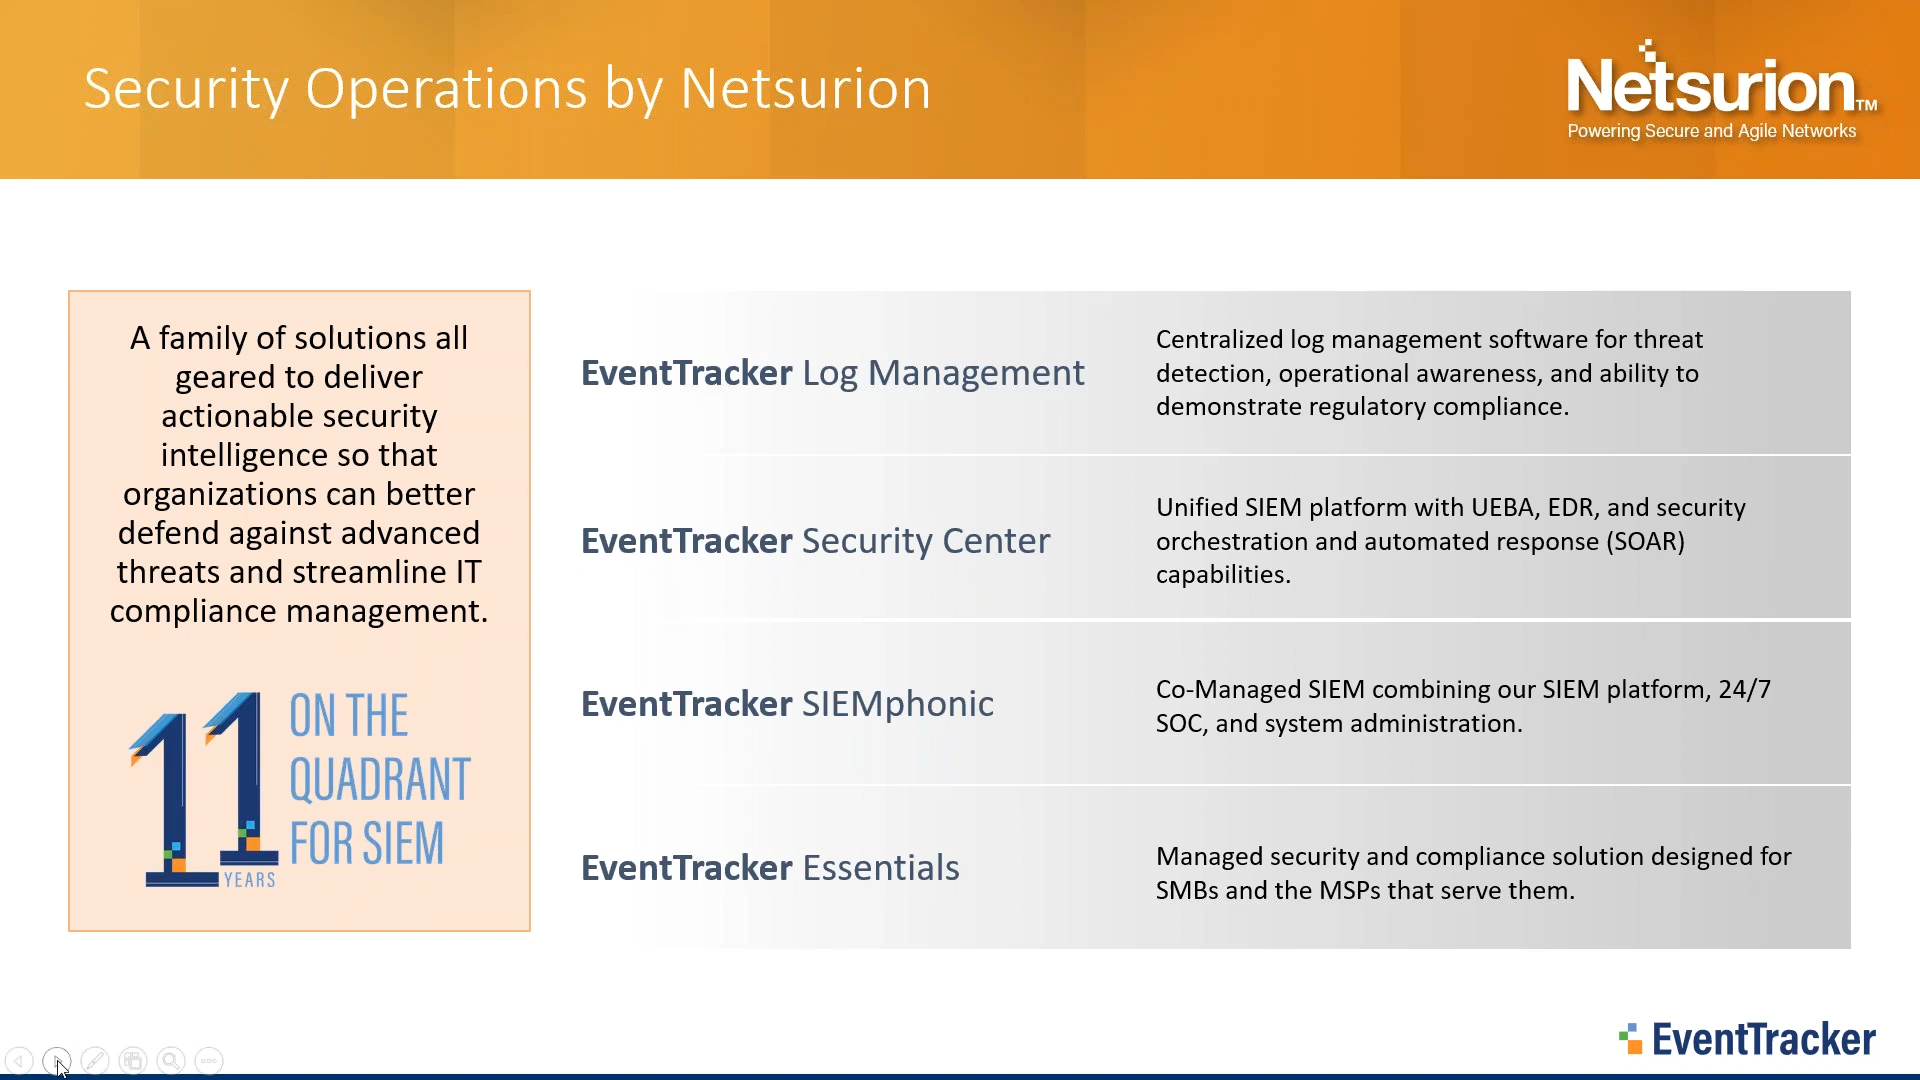 Security Operations by Netsurion
Netsurion™
Powering Secure and Agile Networks
A family of solutions all
geared to deliver
actionable security
intelligence so that
organizations can better
defend against advanced
threats and streamline IT
compliance management.
11 YEARS
ON THE
QUADRANT
FOR SIEM
EventTracker Log Management
Centralized log management software for threat
detection, operational awareness, and ability to
demonstrate regulatory compliance.
EventTracker Security Center
Unified SIEM platform with UEBA, EDR, and security
orchestration and automated response (SOAR)
capabilities.
EventTracker SIEMphonic
Co-Managed SIEM combining our SIEM platform, 24/7
SOC, and system administration.
EventTracker Essentials
Managed security and compliance solution designed for
SMBs and the MSPs that serve them.
EventTracker